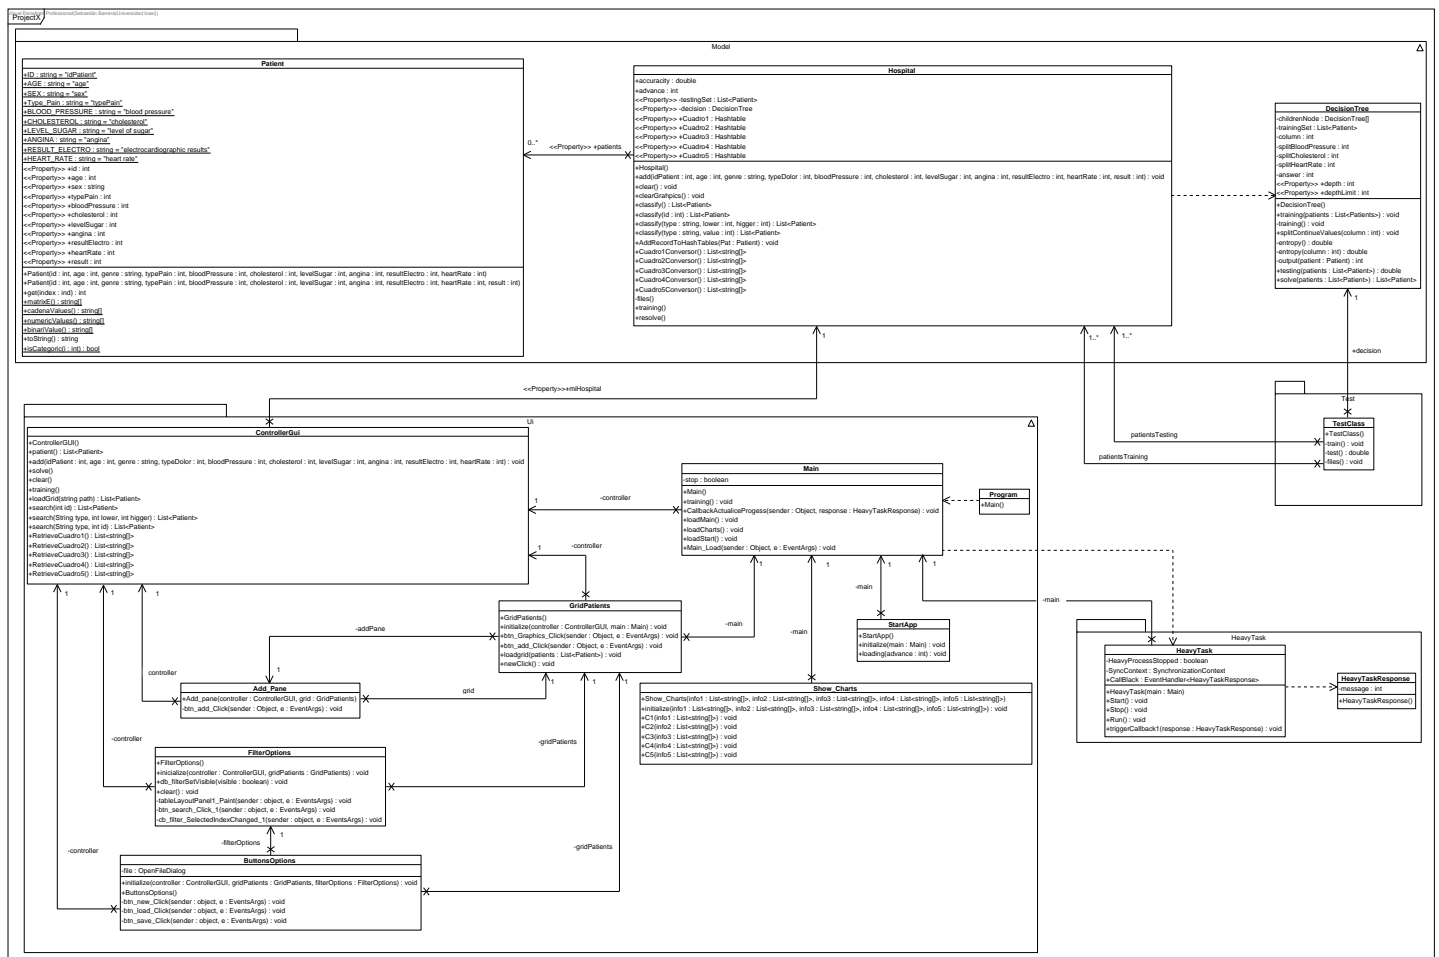 Visual Paradigm Professional(Sebastián Barrera(Universidad Icesi))
ProjectX
Model
Patient
+ID : string = "idPatient"
+AGE : string = "age"
+SEX : string = "sex"
+Type_Pain : string = "typePain"
+BLOOD_PRESSURE : string = "blood pressure"
+CHOLESTEROL : string = "cholesterol"
+LEVEL_SUGAR : string = "level of sugar"
+ANGINA : string = "angina"
+RESULT_ELECTRO : string = "electrocardiographic results"
+HEART_RATE : string = "heart rate"
<<Property>> +id : int
<<Property>> +age : int
<<Property>> +sex : string
<<Property>> +typePain : int
<<Property>> +bloodPressure : int
<<Property>> +cholesterol : int
<<Property>> +levelSugar : int
<<Property>> +angina : int
<<Property>> +resultElectro : int
<<Property>> +heartRate : int
<<Property>> +result : int
+Patient(id : int, age : int, genre : string, typePain : int, bloodPressure : int, cholesterol : int, levelSugar : int, angina : int, resultElectro : int, heartRate : int)
+Patient(id : int, age : int, genre : string, typePain : int, bloodPressure : int, cholesterol : int, levelSugar : int, angina : int, resultElectro : int, heartRate : int, result : int)
+get(index : ind) : int
+matrixE() : string[]
+cadenaValues() : string[]
+numericValues() : string[]
+binariValue() : string[]
+toString() : string
+isCategoric(i : int) : bool
0..*
<<Property>> +patients
Hospital
+accuracity : double
+advance : int
<<Property>> -testingSet : List<Patient>
<<Property>> -decision : DecisionTree
<<Property>> +Cuadro1 : Hashtable
<<Property>> +Cuadro2 : Hashtable
<<Property>> +Cuadro3 : Hashtable
<<Property>> +Cuadro4 : Hashtable
<<Property>> +Cuadro5 : Hashtable
+Hospital()
+add(idPatient : int, age : int, genre : string, typeDolor : int, bloodPressure : int, cholesterol : int, levelSugar : int, angina : int, resultElectro : int, heartRate : int, result : int) : void
+clear() : void
+clearGrahpics() : void
+classify() : List<Patient>
+classify(id : int) : List<Patient>
+classify(type : string, lower : int, higger : int) : List<Patient>
+classify(type : string, value : int) : List<Patient>
+AddRecordToHashTables(Pat : Patient) : void
+Cuadro1Conversor() : List<string[]>
+Cuadro2Conversor() : List<string[]>
+Cuadro3Conversor() : List<string[]>
+Cuadro4Conversor() : List<string[]>
+Cuadro5Conversor() : List<string[]>
-files()
+training()
+resolve()
DecisionTree
-childrenNode : DecisionTree[]
-trainingSet : List<Patient>
-column : int
-splitBloodPressure : int
-splitCholesterol : int
-splitHeartRate : int
-answer : int
<<Property>> +depth : int
<<Property>> +depthLimit : int
+DecisionTree()
+training(patients : List<Patients>) : void
-training() : void
+splitContinueValues(column : int) : void
-entropy() : double
-entropy(column : int) : double
-output(patient : Patient) : int
+testing(patients : List<Patient>) : double
+solve(patients : List<Patient>) : List<Patient>
1
1..*
1..*
1
+decision
<<Property>>+miHospital
Test
TestClass
+TestClass()
-train() : void
-test() : double
-files() : void
patientsTesting
patientsTraining
Ui
ControllerGui
+ControllerGUI()
+patient() : List<Patient>
+add(idPatient : int, age : int, genre : string, typeDolor : int, bloodPressure : int, cholesterol : int, levelSugar : int, angina : int, resultElectro : int, heartRate : int) : void
+solve()
+clear()
+training()
+loadGrid(string path) : List<Patient>
+search(int id) : List<Patient>
+search(String type, int lower, int higger) : List<Patient>
+search(String type, int id) : List<Patient>
+RetrieveCuadro1() : List<string[]>
+RetrieveCuadro2() : List<string[]>
+RetrieveCuadro3() : List<string[]>
+RetrieveCuadro4() : List<string[]>
+RetrieveCuadro5() : List<string[]>
1
-controller
1
-controller
Main
-stop : boolean
+Main()
+training() : void
+CallbackActualiceProgess(sender : Object, response : HeavyTaskResponse) : void
+loadMain() : void
+loadCharts() : void
+loadStart() : void
+Main_Load(sender : Object, e : EventArgs) : void
Program
+Main()
1
1
1
1
1
1
1
-main
-main
-main
-main
GridPatients
+GridPatients()
+initialize(controller : ControllerGUI, main : Main) : void
+btn_Graphics_Click(sender : Object, e : EventArgs) : void
+btn_add_Click(sender : Object, e : EventArgs) : void
+loadgrid(patients : List<Patient>) : void
+newClick() : void
StartApp
+StartApp()
+initialize(main : Main) : void
+loading(advance : int) : void
HeavyTask
HeavyTask
-HeavyProcessStopped : boolean
-SyncContext : SynchronizationContext
+CallBlack : EventHandler<HeavyTaskResponse>
+HeavyTask(main : Main)
+Start() : void
+Stop() : void
+Run() : void
+triggerCallback1(response : HeavyTaskResponse) : void
HeavyTaskResponse
-message : int
+HeavyTaskResponse()
-addPane
1
controller
grid
1
1
1
Add_Pane
+Add_pane(controller : ControllerGUI, grid : GridPatients)
-btn_add_Click(sender : Object, e : EventArgs) : void
Show_Charts
+Show_Charts(info1 : List<string[]>, info2 : List<string[]>, info3 : List<string[]>, info4 : List<string[]>, info5 : List<string[]>)
+initialize(info1 : List<string[]>, info2 : List<string[]>, info3 : List<string[]>, info4 : List<string[]>, info5 : List<string[]>) : void
+C1(info1 : List<string[]>) : void
+C2(info2 : List<string[]>) : void
+C3(info3 : List<string[]>) : void
+C4(info4 : List<string[]>) : void
+C5(info5 : List<string[]>) : void
-controller
-gridPatients
FilterOptions
+FilterOptions()
+inicialize(controller : ControllerGUI, gridPatients : GridPatients) : void
+db_filterSetVisible(visible : boolean) : void
+clear() : void
-tableLayoutPanel1_Paint(sender : object, e : EventsArgs) : void
-btn_search_Click_1(sender : object, e : EventsArgs) : void
-cb_filter_SelectedIndexChanged_1(sender : object, e : EventsArgs) : void
1
-filterOptions
-controller
-gridPatients
ButtonsOptions
-file : OpenFileDialog
+initialize(controller : ControllerGUI, gridPatients : GridPatients, filterOptions : FilterOptions) : void
+ButtonsOptions()
-btn_new_Click(sender : object, e : EventsArgs) : void
-btn_load_Click(sender : object, e : EventsArgs) : void
-btn_save_Click(sender : object, e : EventsArgs) : void